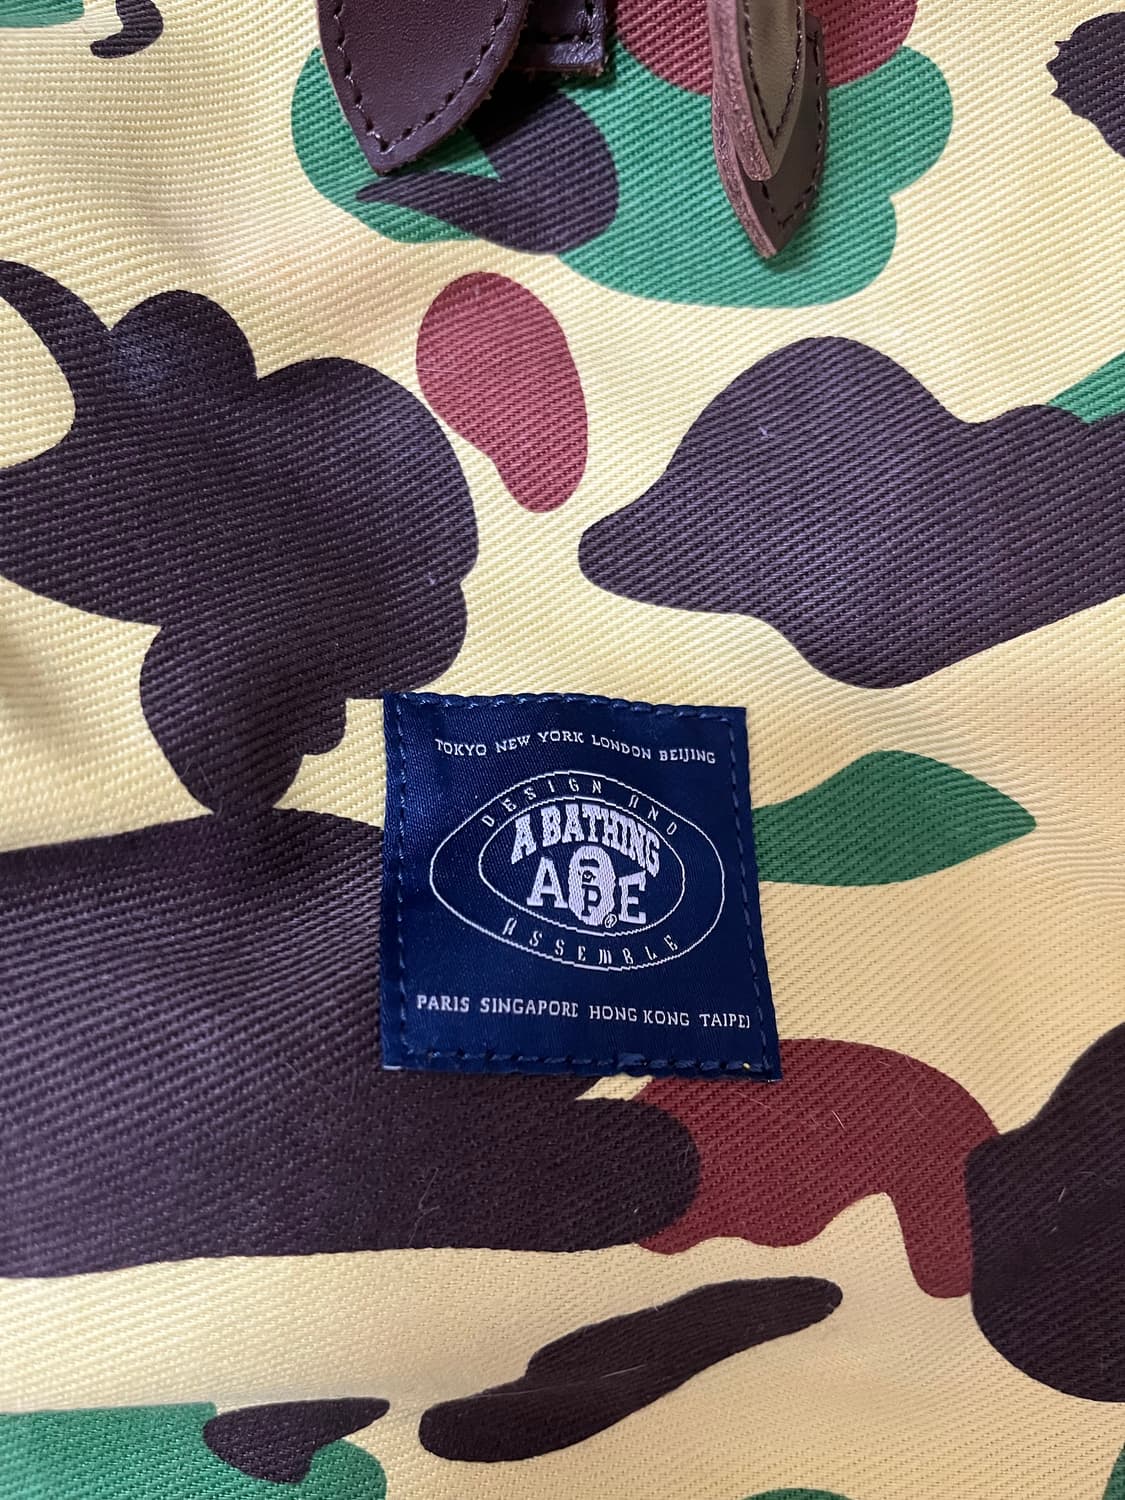 TOKYO NEW YORK LONDON BEIJING
DESIGN AND
A BATHING
APE
®
ASSEMBLE
PARIS SINGAPORE HONG KONG TAIPEI